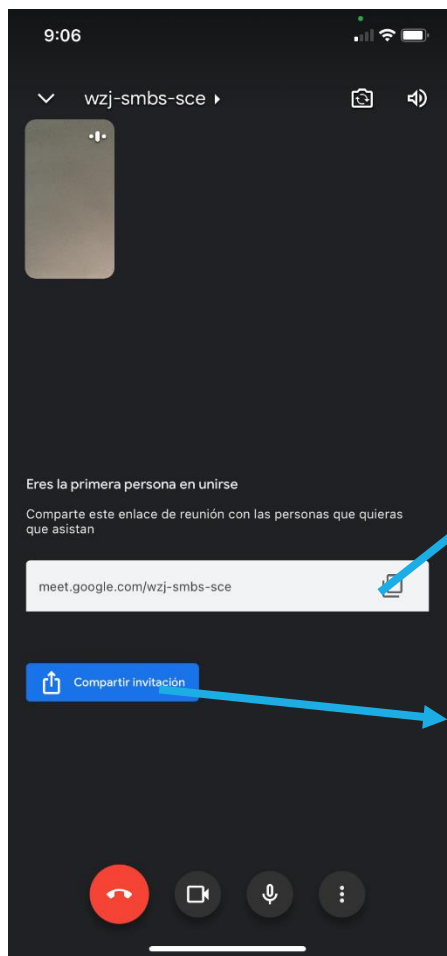 9:06
wzj-smbs-sce
Eres la primera persona en unirse
Comparte este enlace de reunión con las personas que quieras
que asistan
meet.google.com/wzj-smbs-sce
Compartir invitación